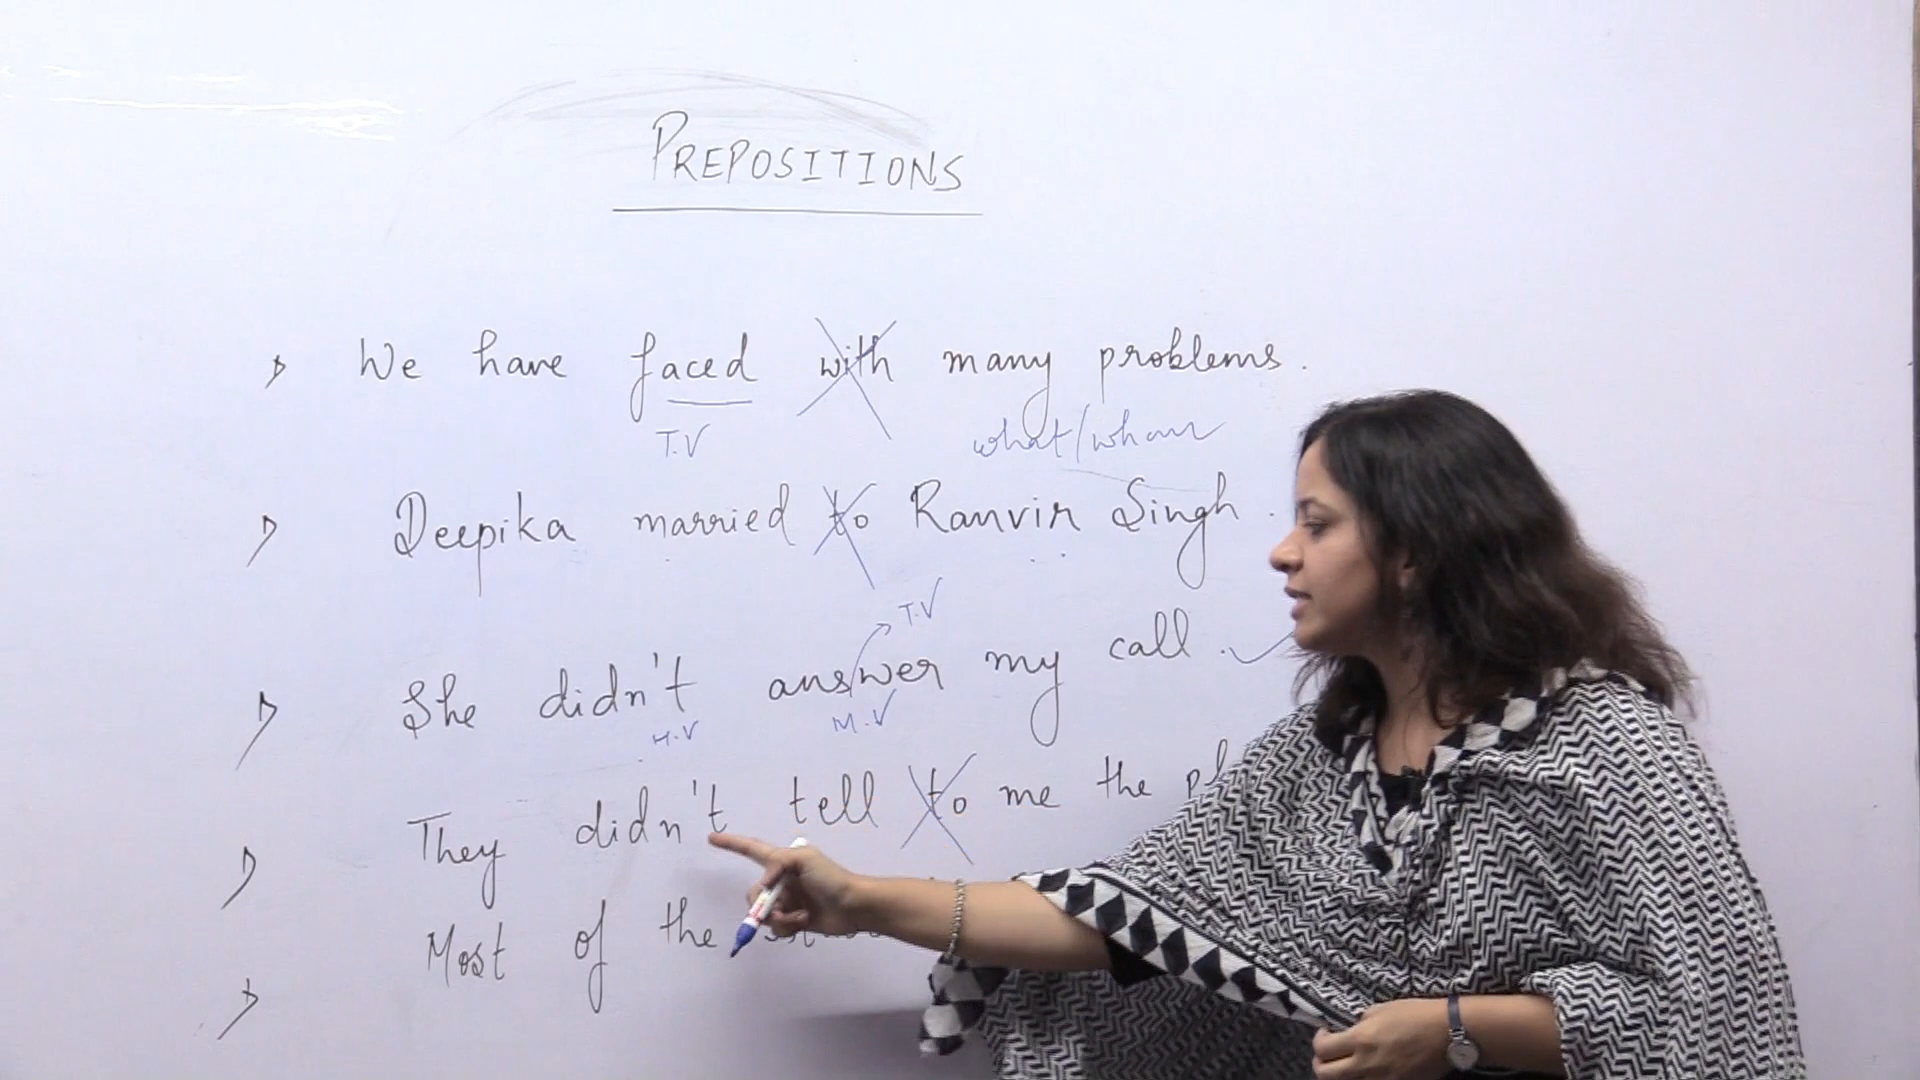 PREPOSITIONS
We have faced with many problems.
T.V what/whom
Deepika married to Ranvir Singh.
T.V
She didn't answer my call.
H.V M.V
They didn't tell to me the
Most of the